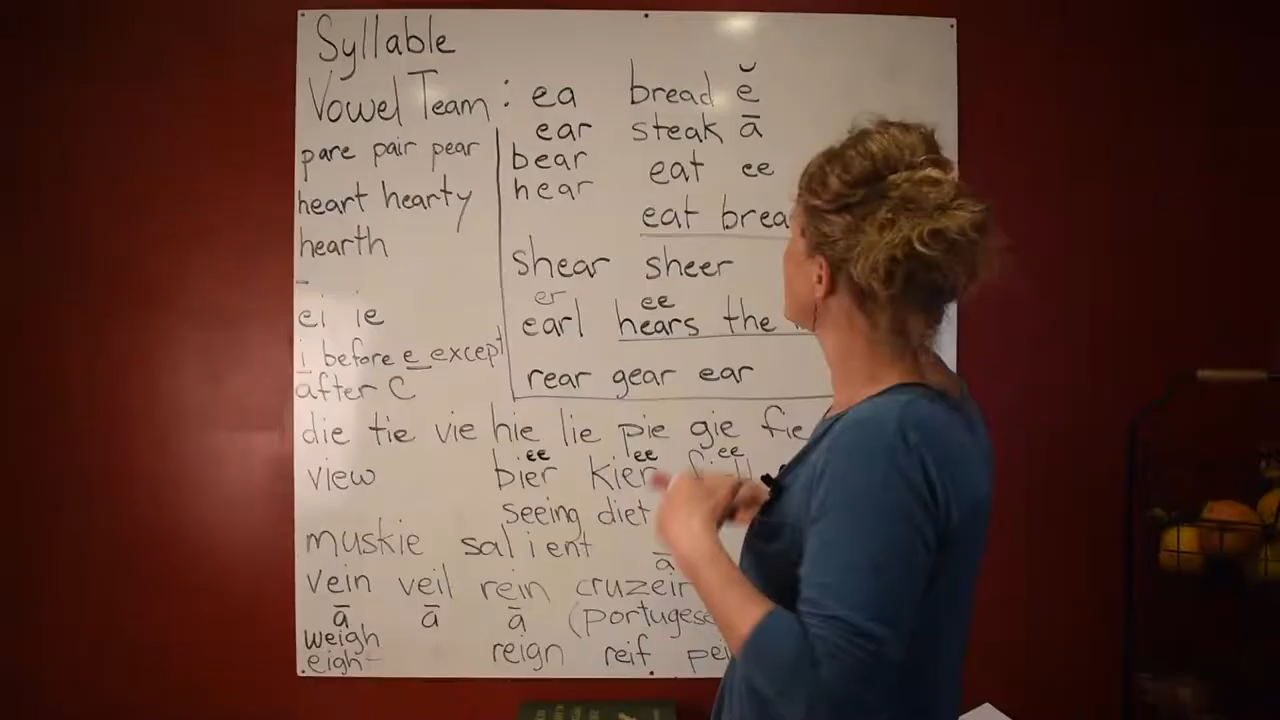 Syllable
Vowel Team : ea bread ĕ
ear steak ā
pare pair pear
bear eat ee
hear
heart hearty
eat brea
hearth
shear sheer
er ee
ei ie
earl hears the
i before e except
after C
rear gear ear
die tie vie hie lie pie gie fie
ee ee ee
view bier kier
seeing diet
muskie salient
ā
vein veil rein cruzeir
ā ā ā (portugese
weigh
eigh reign reif pei